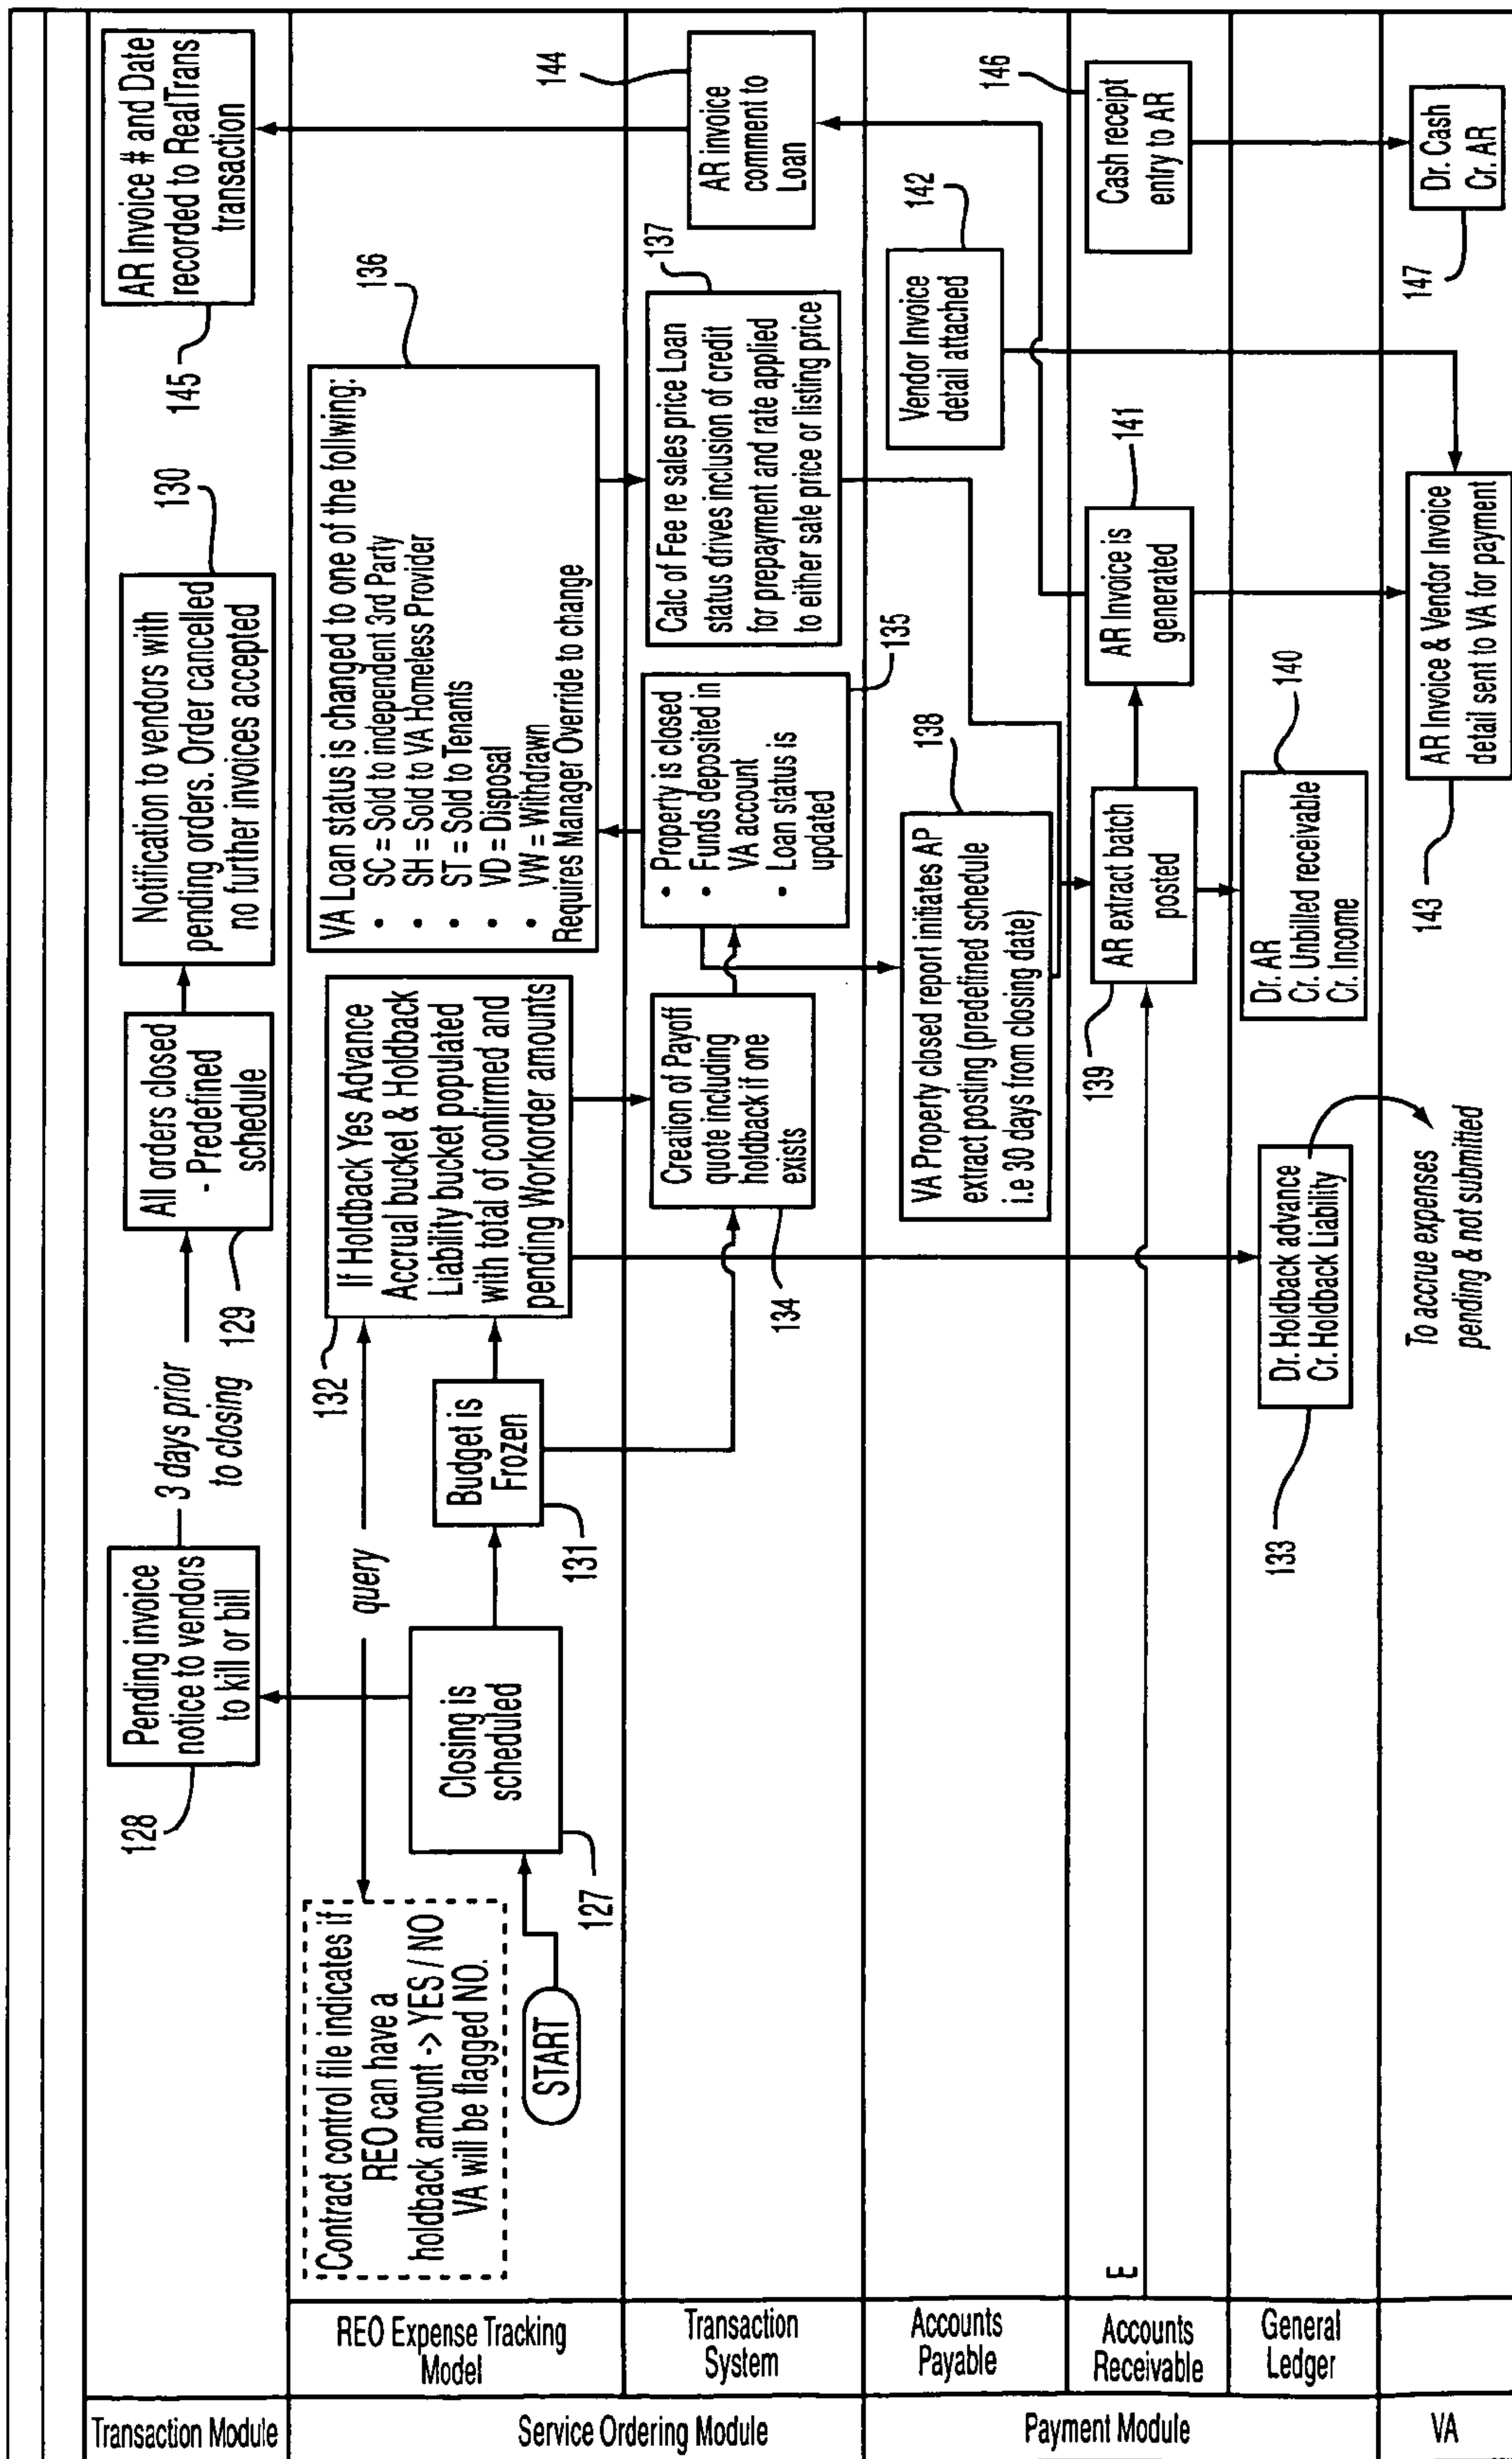 Transaction Module
Pending invoice
notice to vendors
to kill or bill
128
3 days prior
to closing
All orders closed
- Predefined
schedule
129
Notification to vendors with
pending orders. Order cancelled
no further invoices accepted
130
AR Invoice # and Date
recorded to RealTrans
transaction
145
Service Ordering Module
REO Expense Tracking
Model
Contract control file indicates if
REO can have a
holdback amount -> YES / NO
VA will be flagged NO.
START
query
Closing is
scheduled
127
Budget is
Frozen
131
132
If Holdback Yes Advance
Accrual bucket & Holdback
Liability bucket populated
with total of confirmed and
pending Workorder amounts
VA Loan status is changed to one of the follwing:
• SC = Sold to independent 3rd Party
• SH = Sold to VA Homeless Provider
• ST = Sold to Tenants
• VD = Disposal
• VW = Withdrawn
Requires Manager Override to change
136
Transaction
System
Creation of Payoff
quote including
holdback if one
exists
134
• Property is closed
• Funds deposited in
VA account
• Loan status is
updated
135
Calc of Fee re sales price Loan
status drives inclusion of credit
for prepayment and rate applied
to either sale price or listing price
137
AR invoice
comment to
Loan
144
Payment Module
Accounts
Payable
VA Property closed report initiates AP
extract posting (predefined schedule
i.e 30 days from closing date)
138
Vendor Invoice
detail attached
142
Accounts
Receivable
E
139
AR extract batch
posted
AR Invoice is
generated
141
Cash receipt
entry to AR
146
General
Ledger
Dr. Holdback advance
Cr. Holdback Liability
133
Dr. AR
Cr. Unbilled receivable
Cr. Income
140
VA
To accrue expenses
pending & not submitted
AR Invoice & Vendor Invoice
detail sent to VA for payment
143
Dr. Cash
Cr. AR
147